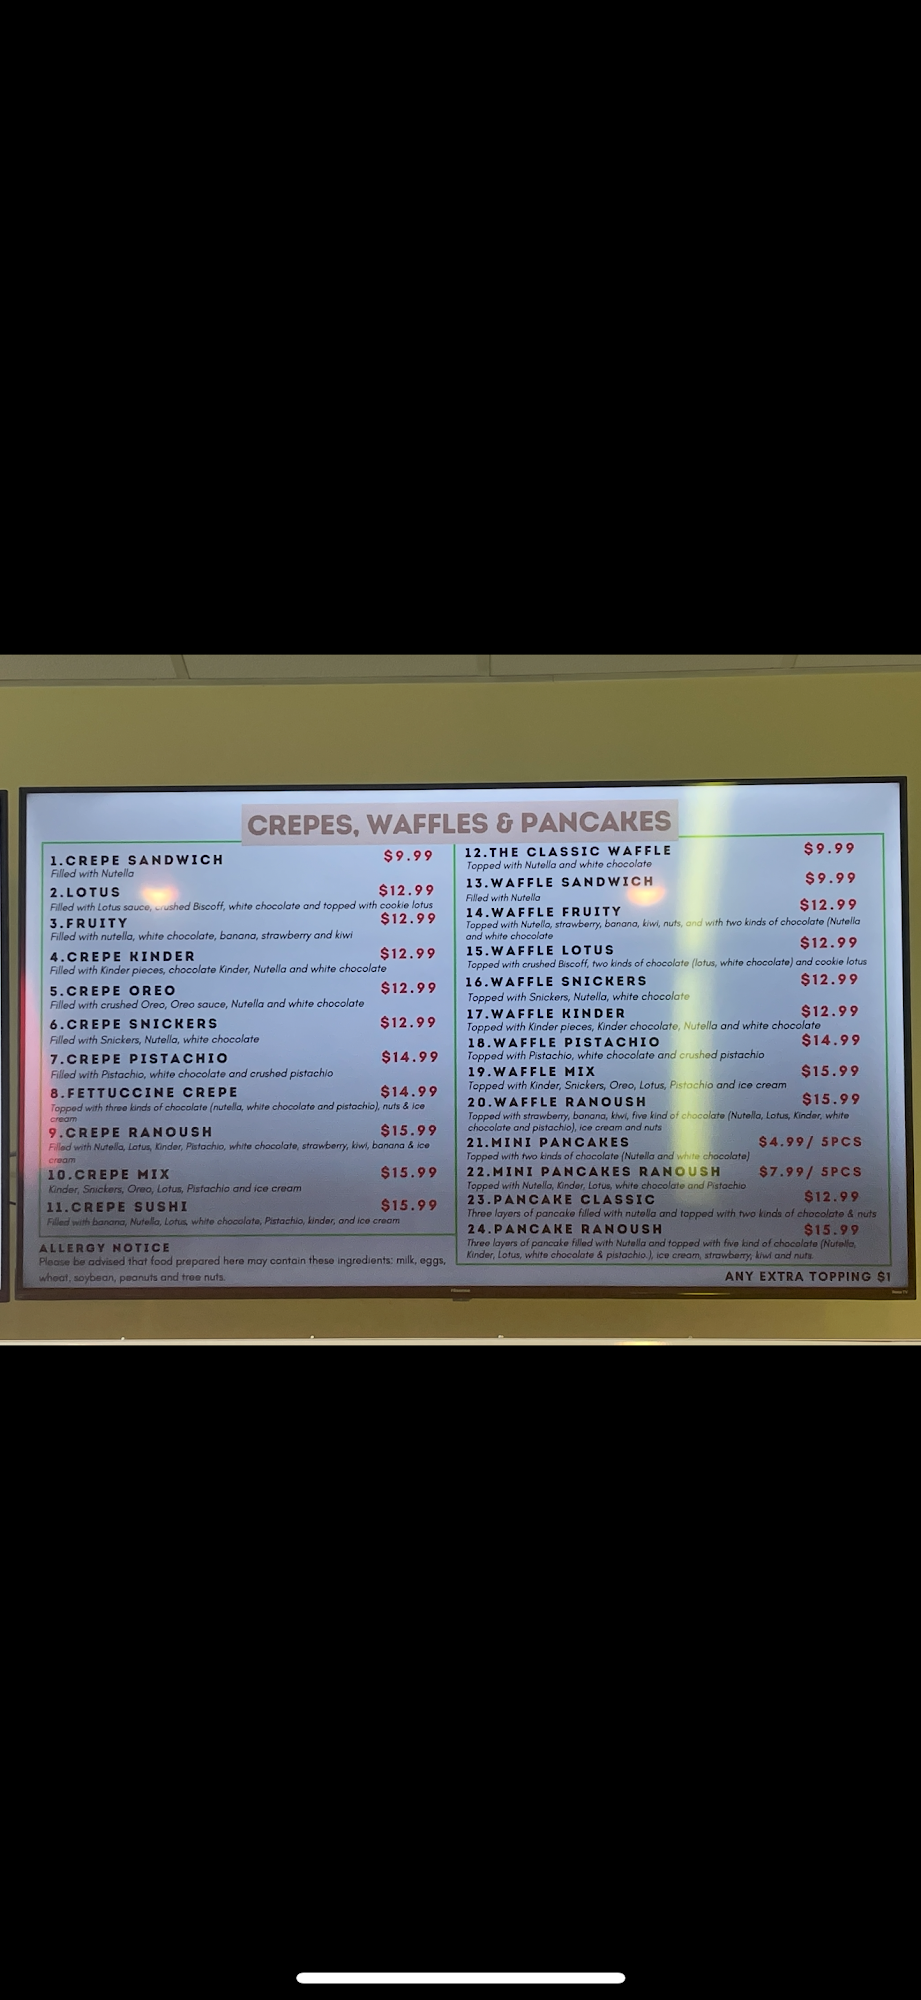 CREPES, WAFFLES & PANCAKES
1.CREPE SANDWICH $9.99
Filled with Nutella
2.LOTUS $12.99
Filled with Lotus sauce, crushed Biscoff, white chocolate and topped with cookie lotus
3.FRUITY $12.99
Filled with nutella, white chocolate, banana, strawberry and kiwi
4.CREPE KINDER $12.99
Filled with Kinder pieces, chocolate Kinder, Nutella and white chocolate
5.CREPE OREO $12.99
Filled with crushed Oreo, Oreo sauce, Nutella and white chocolate
6.CREPE SNICKERS $12.99
Filled with Snickers, Nutella, white chocolate
7.CREPE PISTACHIO $14.99
Filled with Pistachio, white chocolate and crushed pistachio
8.FETTUCCINE CREPE $14.99
Topped with three kinds of chocolate (nutella, white chocolate and pistachio), nuts & ice
cream
9.CREPE RANOUSH $15.99
Filled with Nutella, Lotus, Kinder, Pistachio, white chocolate, strawberry, kiwi, banana & ice
cream
10.CREPE MIX $15.99
Kinder, Snickers, Oreo, Lotus, Pistachio and ice cream
11.CREPE SUSHI $15.99
Filled with banana, Nutella, Lotus, white chocolate, Pistachio, kinder, and ice cream
ALLERGY NOTICE
Please be advised that food prepared here may contain these ingredients: milk, eggs,
wheat, soybean, peanuts and tree nuts.
12.THE CLASSIC WAFFLE $9.99
Topped with Nutella and white chocolate
13.WAFFLE SANDWICH $9.99
Filled with Nutella
14.WAFFLE FRUITY $12.99
Topped with Nutella, strawberry, banana, kiwi, nuts, and with two kinds of chocolate (Nutella
and white chocolate
15.WAFFLE LOTUS $12.99
Topped with crushed Biscoff, two kinds of chocolate (lotus, white chocolate) and cookie lotus
16.WAFFLE SNICKERS $12.99
Topped with Snickers, Nutella, white chocolate
17.WAFFLE KINDER $12.99
Topped with Kinder pieces, Kinder chocolate, Nutella and white chocolate
18.WAFFLE PISTACHIO $14.99
Topped with Pistachio, white chocolate and crushed pistachio
19.WAFFLE MIX $15.99
Topped with Kinder, Snickers, Oreo, Lotus, Pistachio and ice cream
20.WAFFLE RANOUSH $15.99
Topped with strawberry, banana, kiwi, five kind of chocolate (Nutella, Lotus, Kinder, white
chocolate and pistachio), ice cream and nuts
21.MINI PANCAKES $4.99/ 5PCS
Topped with two kinds of chocolate (Nutella and white chocolate)
22.MINI PANCAKES RANOUSH $7.99/ 5PCS
Topped with Nutella, Kinder, Lotus, white chocolate and Pistachio
23.PANCAKE CLASSIC $12.99
Three layers of pancake filled with nutella and topped with two kinds of chocolate & nuts
24.PANCAKE RANOUSH $15.99
Three layers of pancake filled with Nutella and topped with five kind of chocolate (Nutella,
Kinder, Lotus, white chocolate & pistachio.), ice cream, strawberry, kiwi and nuts.
ANY EXTRA TOPPING $1
Hisense
Roku TV